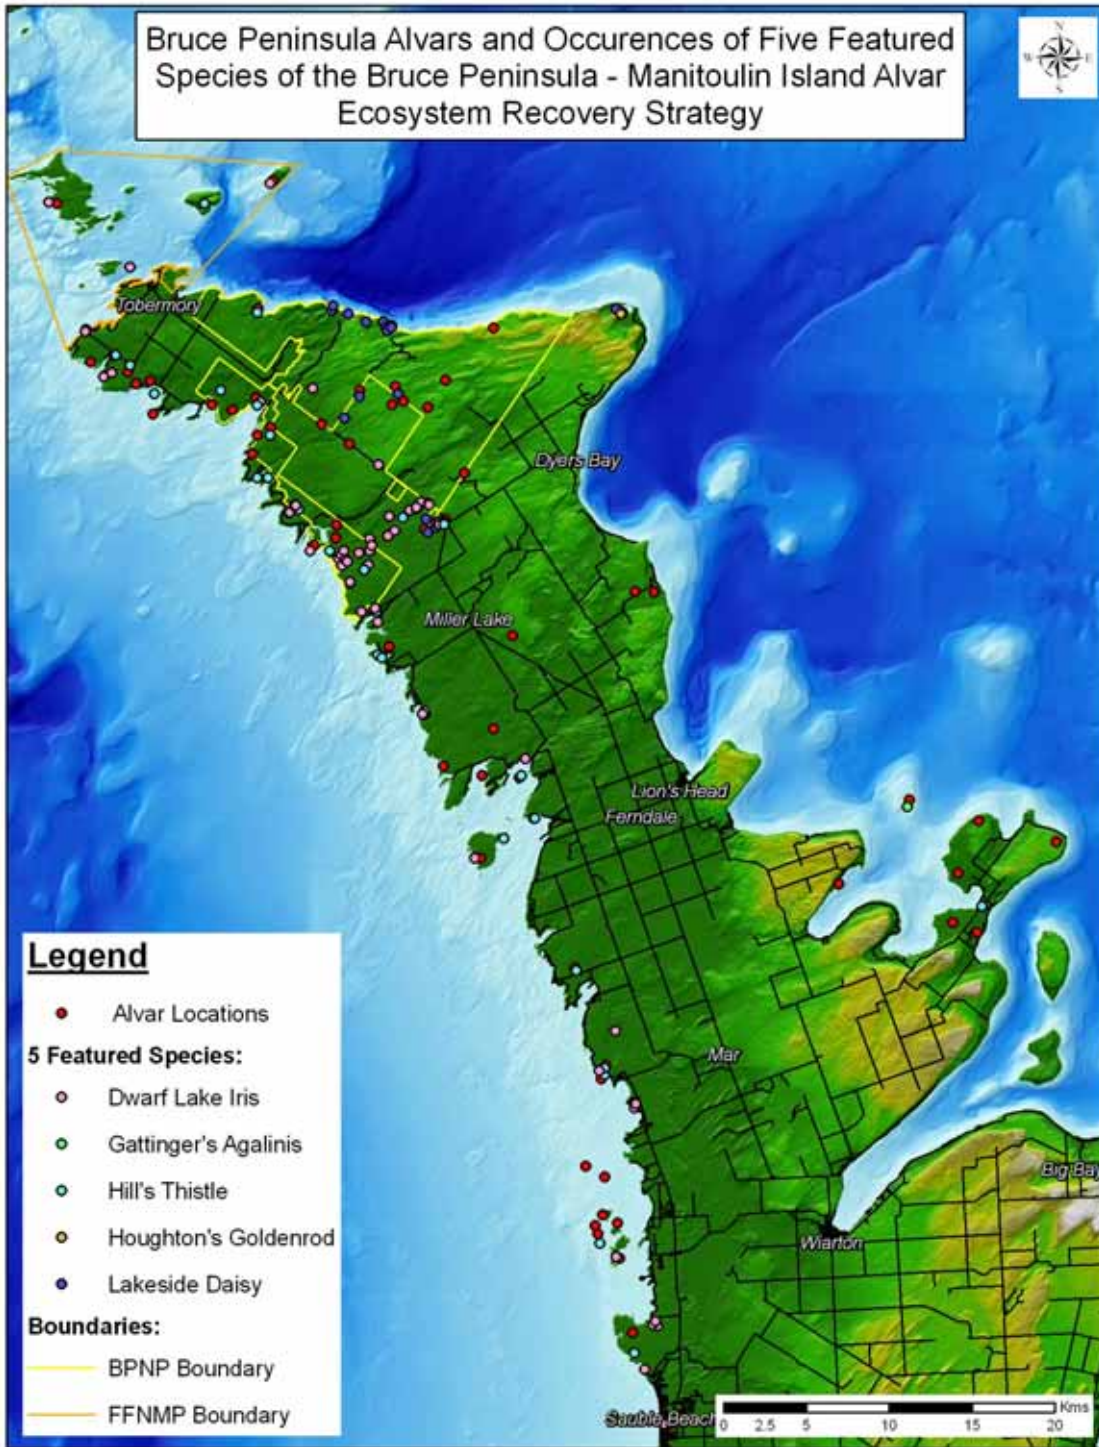 Bruce Peninsula Alvars and Occurences of Five Featured
Species of the Bruce Peninsula - Manitoulin Island Alvar
Ecosystem Recovery Strategy
N
W E
S
Tobermory
Dyers Bay
Miller Lake
Lion's Head
Ferndale
Mar
Big Bay
Wiarton
Sauble Beach
Legend
Alvar Locations
5 Featured Species:
Dwarf Lake Iris
Gattinger's Agalinis
Hill's Thistle
Houghton's Goldenrod
Lakeside Daisy
Boundaries:
BPNP Boundary
FFNMP Boundary
Kms
0 2.5 5 10 15 20